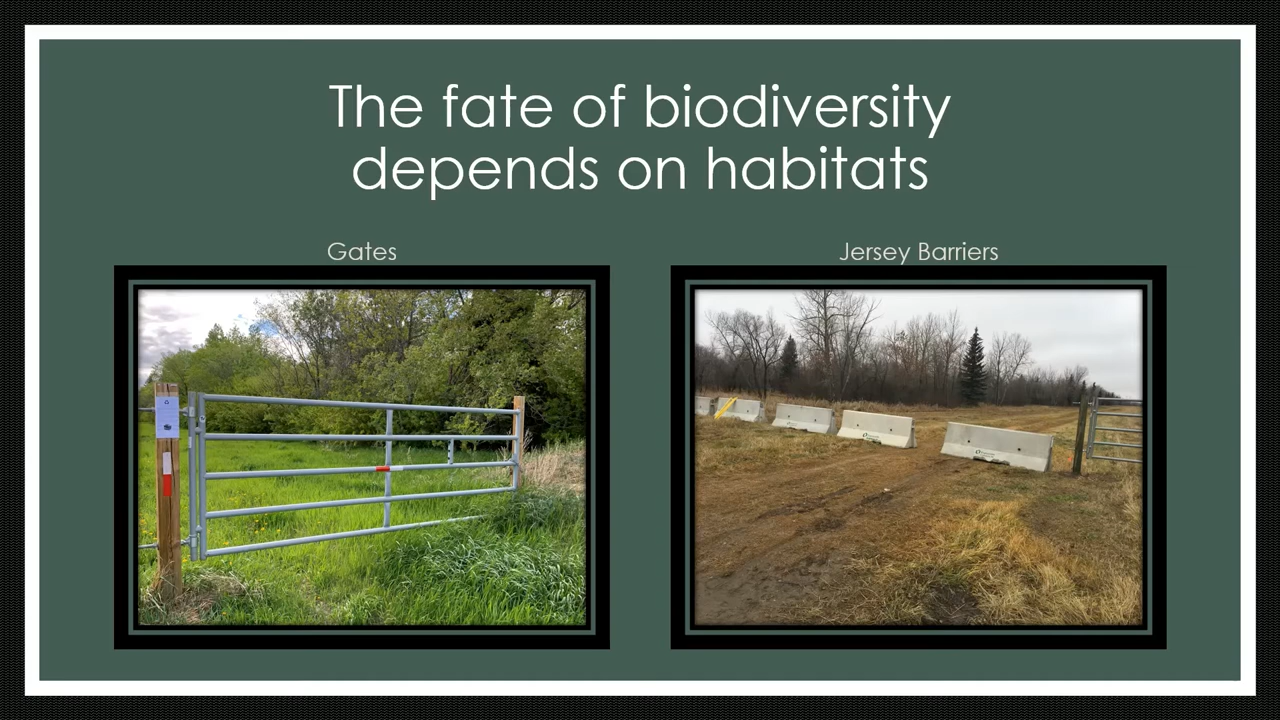 The fate of biodiversity
depends on habitats
Gates
Jersey Barriers